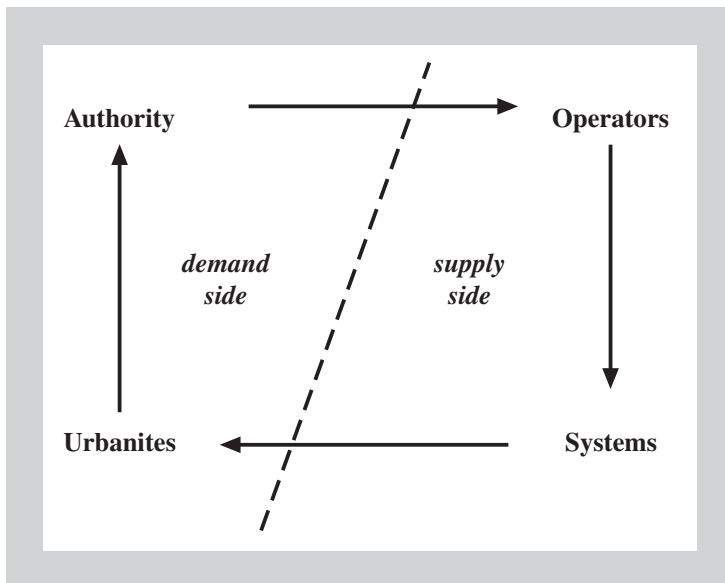 Authority
Operators
demand
side
supply
side
Urbanites
Systems